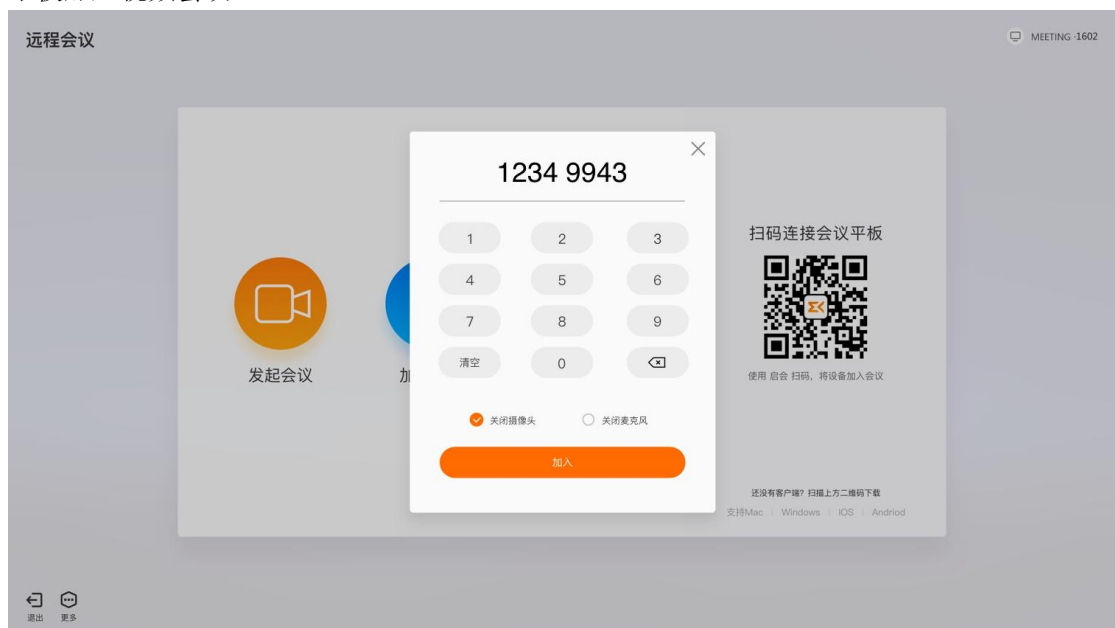 远程会议
MEETING -1602
1234 9943
1 2 3
4 5 6
7 8 9
清空 0
关闭摄像头 关闭麦克风
加入
发起会议
加
扫码连接会议平板
使用 启会 扫码，将设备加入会议
还没有客户端？扫描上方二维码下载
支持Mac | Windows | IOS | Andriod
退出 更多